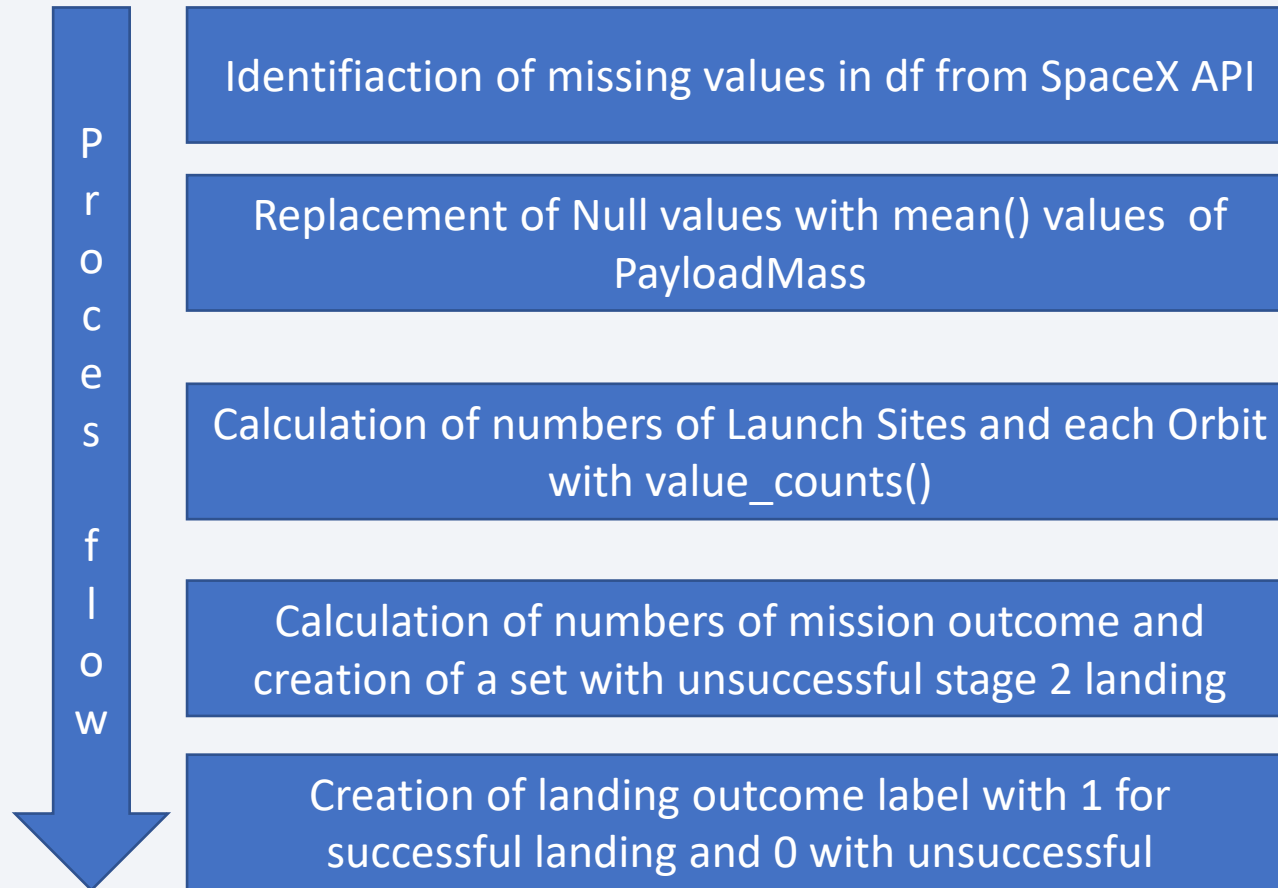 Process flow
Identifiaction of missing values in df from SpaceX API
Replacement of Null values with mean() values  of
PayloadMass
Calculation of numbers of Launch Sites and each Orbit
with value_counts()
Calculation of numbers of mission outcome and
creation of a set with unsuccessful stage 2 landing
Creation of landing outcome label with 1 for
successful landing and 0 with unsuccessful